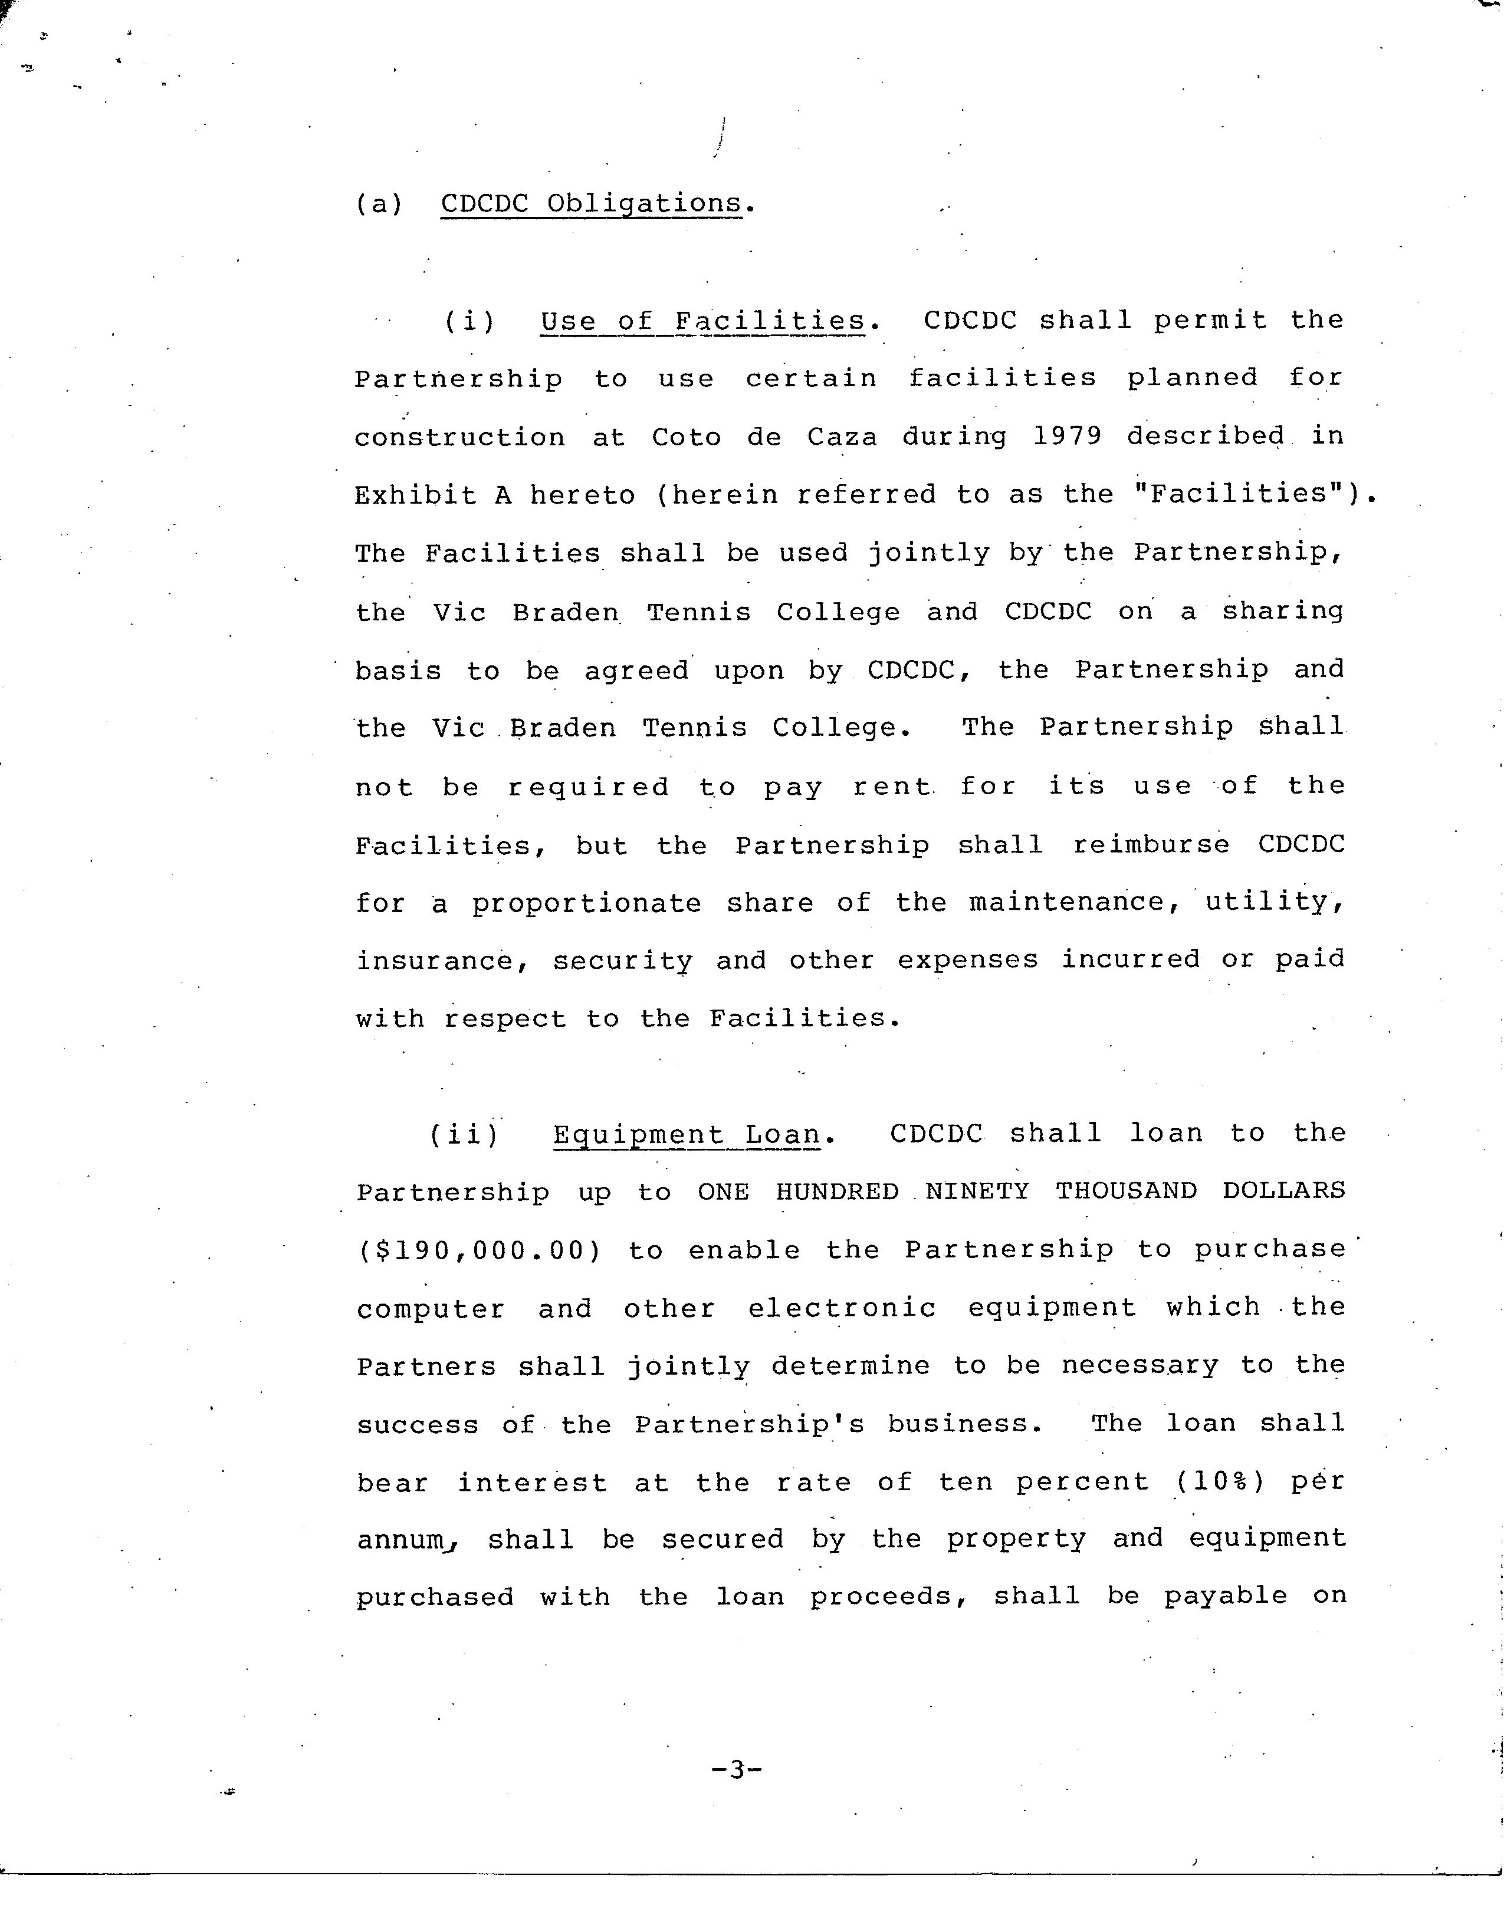 (a) CDCDC Obligations.
(i) Use of Facilities. CDCDC shall permit the
Partnership to use certain facilities planned for
construction at Coto de Caza during 1979 described in
Exhibit A hereto (herein referred to as the "Facilities").
The Facilities shall be used jointly by the Partnership,
the Vic Braden Tennis College and CDCDC on a sharing
basis to be agreed upon by CDCDC, the Partnership and
the Vic Braden Tennis College. The Partnership shall
not be required to pay rent for its use of the
Facilities, but the Partnership shall reimburse CDCDC
for a proportionate share of the maintenance, utility,
insurance, security and other expenses incurred or paid
with respect to the Facilities.
(ii) Equipment Loan. CDCDC shall loan to the
Partnership up to ONE HUNDRED NINETY THOUSAND DOLLARS
($190,000.00) to enable the Partnership to purchase
computer and other electronic equipment which the
Partners shall jointly determine to be necessary to the
success of the Partnership's business. The loan shall
bear interest at the rate of ten percent (10%) per
annum, shall be secured by the property and equipment
purchased with the loan proceeds, shall be payable on
-3-